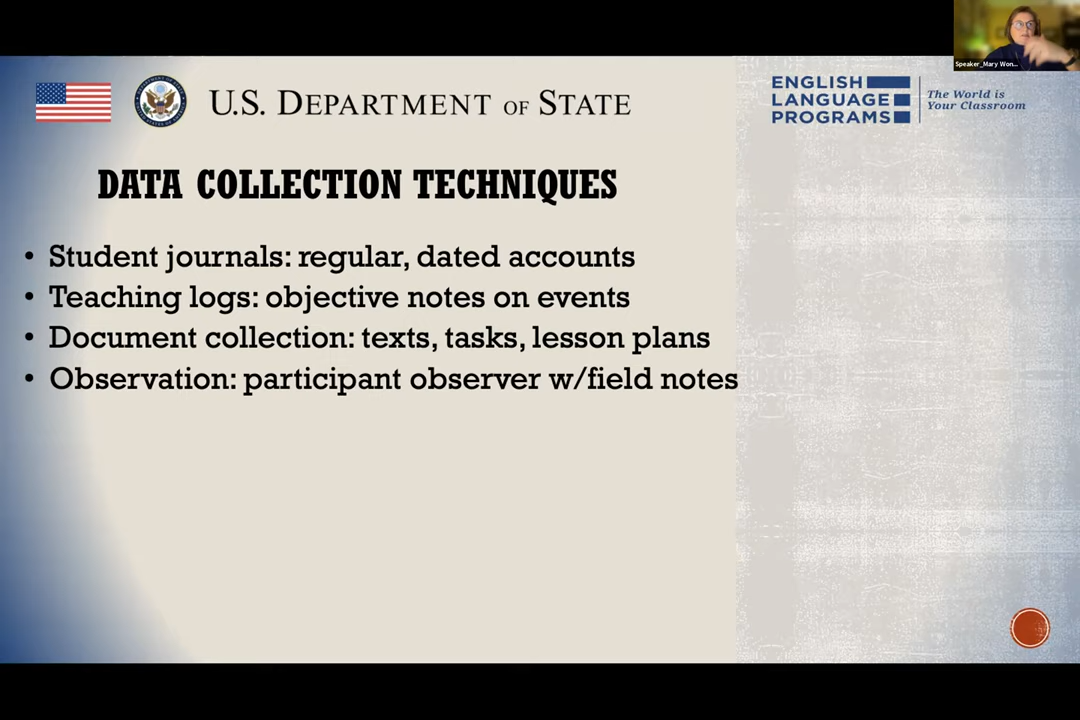 Speaker_Mary Won...
U.S. DEPARTMENT OF STATE
ENGLISH
LANGUAGE
PROGRAMS
The World is
Your Classroom
DATA COLLECTION TECHNIQUES
• Student journals: regular, dated accounts
• Teaching logs: objective notes on events
• Document collection: texts, tasks, lesson plans
• Observation: participant observer w/field notes